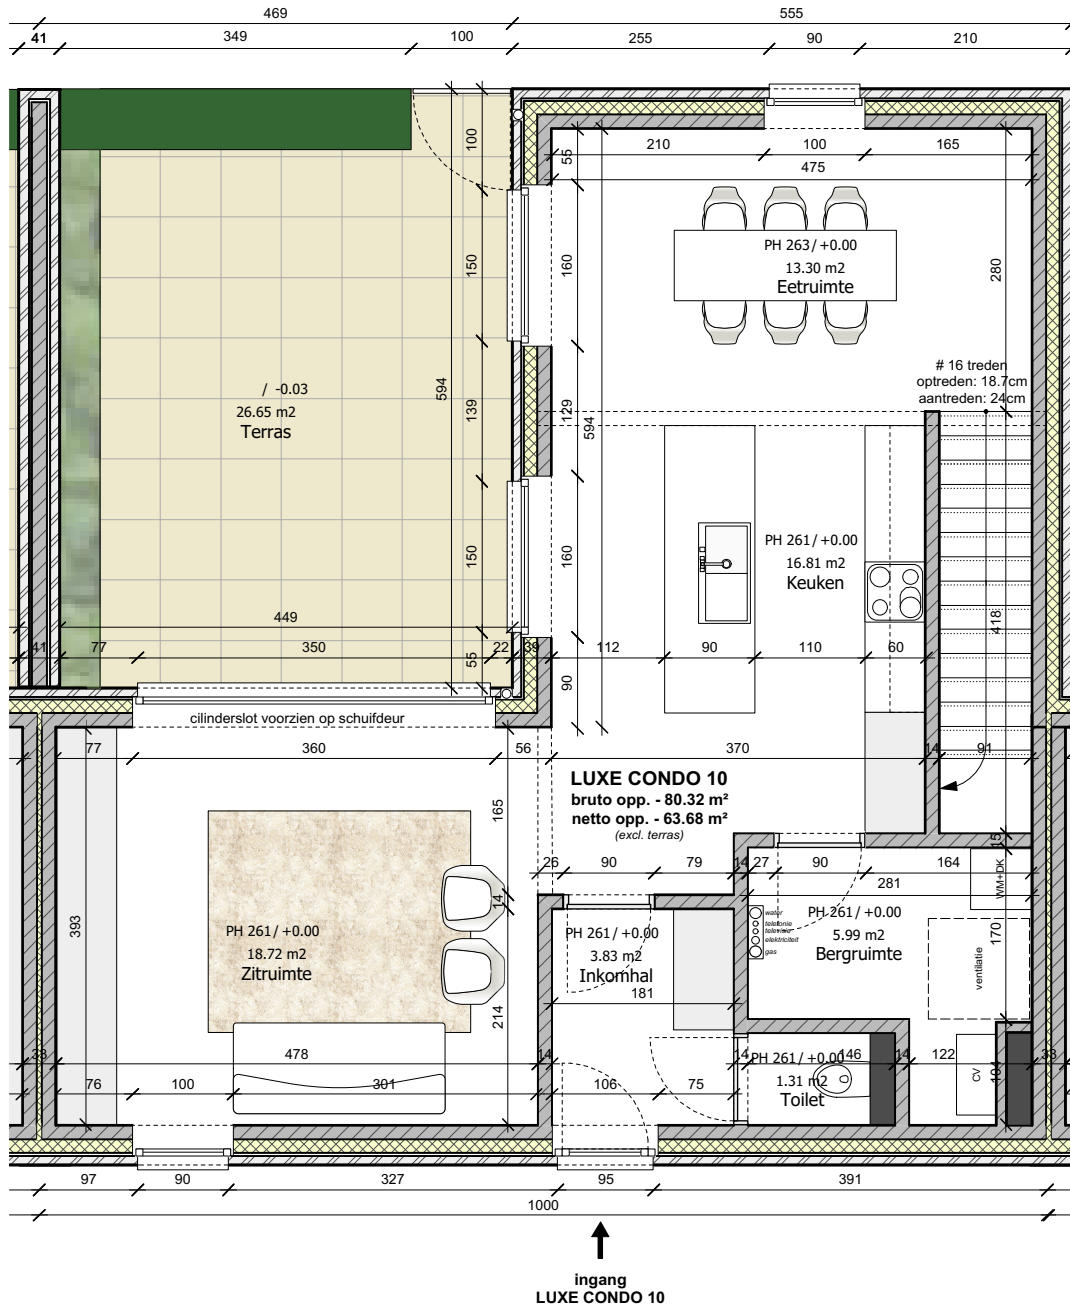 469
555
41
349
100
255
90
210
100
55
210
100
165
475
PH 263/ +0.00
13.30 m2
Eetruimte
150
160
280
# 16 treden
optreden: 18.7cm
aantreden: 24cm
/ -0.03
26.65 m2
Terras
594
139
129
594
PH 261/ +0.00
16.81 m2
Keuken
150
160
418
449
41
77
350
22
39
112
90
110
60
55
90
cilinderslot voorzien op schuifdeur
77
360
56
370
14
91
LUXE CONDO 10
bruto opp. - 80.32 m²
netto opp. - 63.68 m²
(excl. terras)
165
15
26
90
79
14
27
90
164
281
WM+DK
14
393
PH 261/ +0.00
18.72 m2
Zitruimte
PH 261/ +0.00
3.83 m2
Inkomhal
181
water
telefonie
televisie
elektriciteit
gas
PH 261/ +0.00
5.99 m2
Bergruimte
170
ventilatie
214
33
478
14
14
PH 261/ +0.00
146
14
122
33
1.31 m2
Toilet
CV
104
76
100
301
106
75
97
90
327
95
391
1000
ingang
LUXE CONDO 10